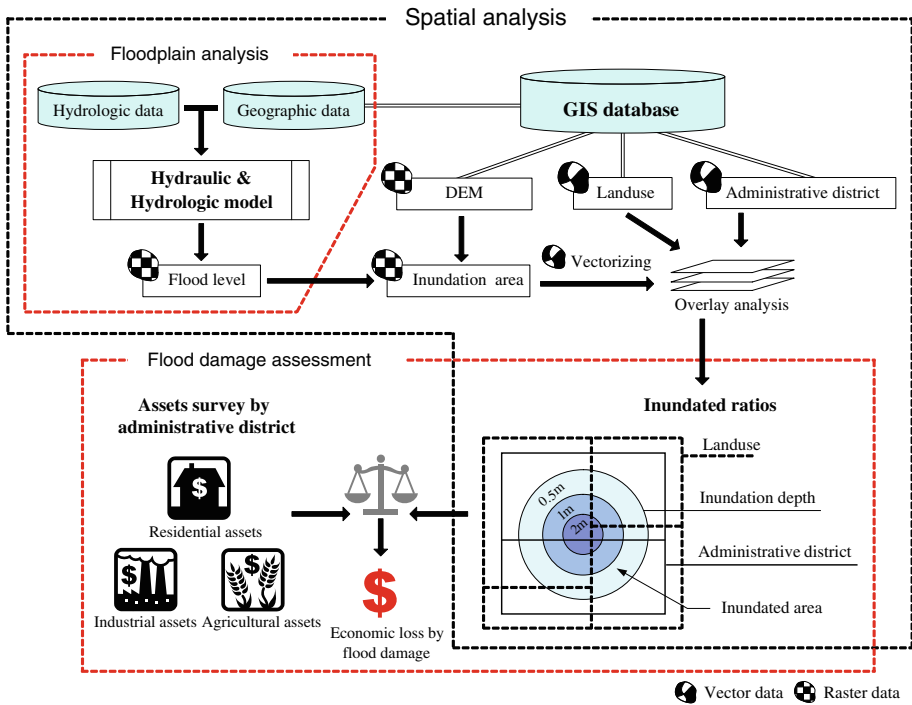 Spatial analysis
Floodplain analysis
Hydrologic data
Geographic data
GIS database
Hydraulic &
Hydrologic model
DEM
Landuse
Administrative district
Flood level
Inundation area
Vectorizing
Overlay analysis
Flood damage assessment
Assets survey by
administrative district
$
Residential assets
$
Industrial assets
$
Agricultural assets
$
Economic loss by
flood damage
Inundated ratios
Landuse
0.5m
1m
2m
Inundation depth
Administrative district
Inundated area
Vector data
Raster data